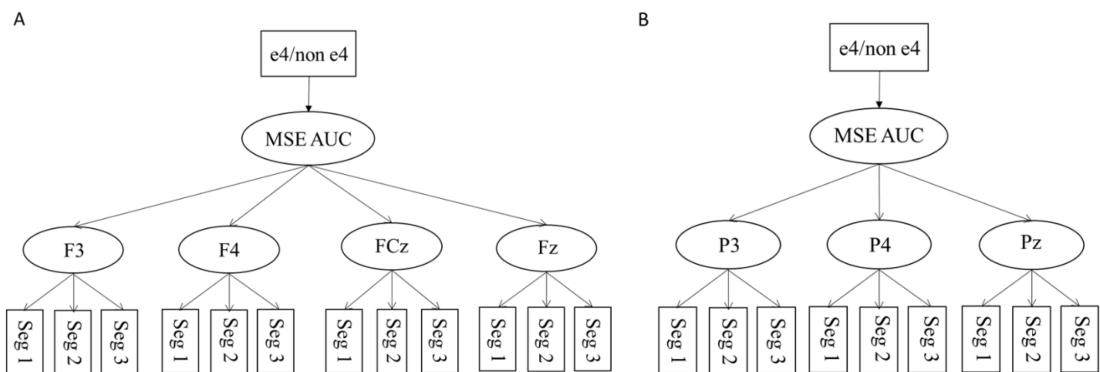 A
B
e4/non e4
e4/non e4
MSE AUC
MSE AUC
F3
F4
FCz
Fz
P3
P4
Pz
Seg 1
Seg 2
Seg 3
Seg 1
Seg 2
Seg 3
Seg 1
Seg 2
Seg 3
Seg 1
Seg 2
Seg 3
Seg 1
Seg 2
Seg 3
Seg 1
Seg 2
Seg 3
Seg 1
Seg 2
Seg 3